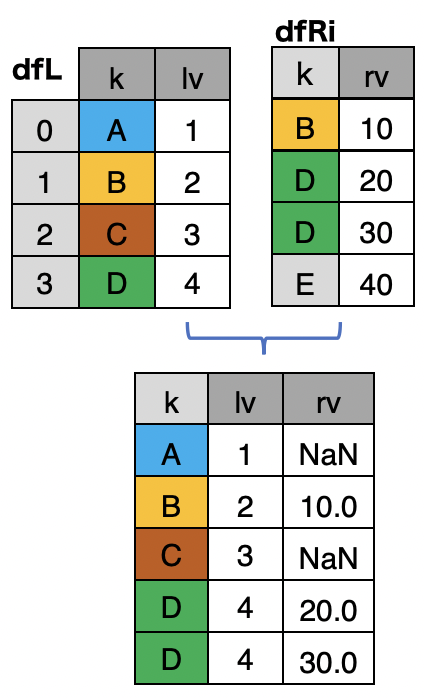 dfL
k lv
0 A 1
1 B 2
2 C 3
3 D 4
dfRi
k rv
B 10
D 20
D 30
E 40
k lv rv
A 1 NaN
B 2 10.0
C 3 NaN
D 4 20.0
D 4 30.0